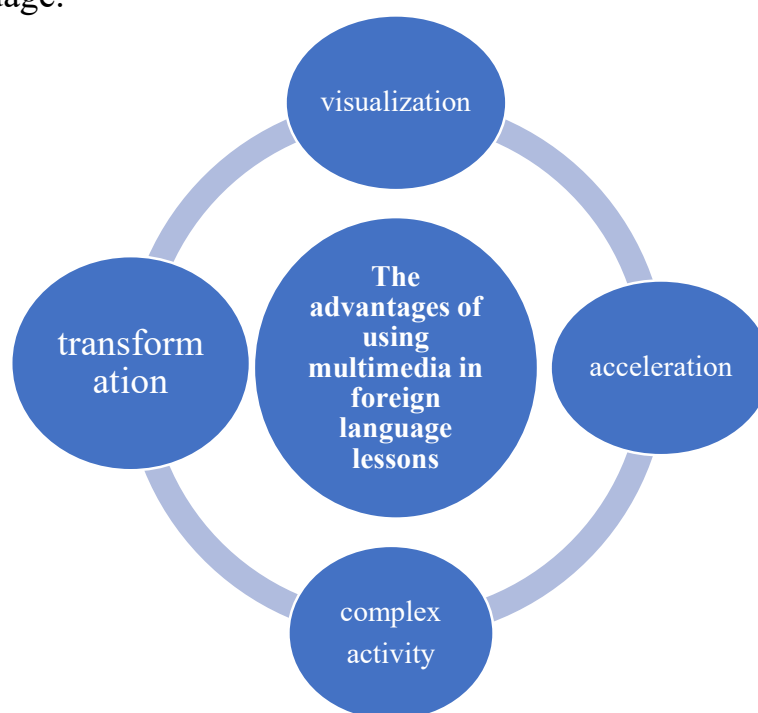 visualization
The
advantages of
using
multimedia in
foreign
language
lessons
transform
ation
acceleration
complex
activity